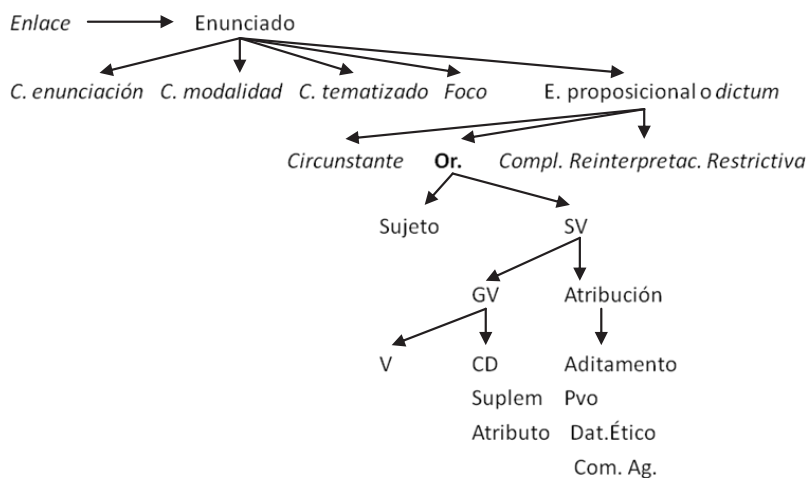 Enlace Enunciado
C. enunciación C. modalidad C. tematizado Foco E. proposicional o dictum
Circunstante Or. Compl. Reinterpretac. Restrictiva
Sujeto SV
GV Atribución
V CD Aditamento
Suplem Pvo
Atributo Dat.Ético
Com. Ag.